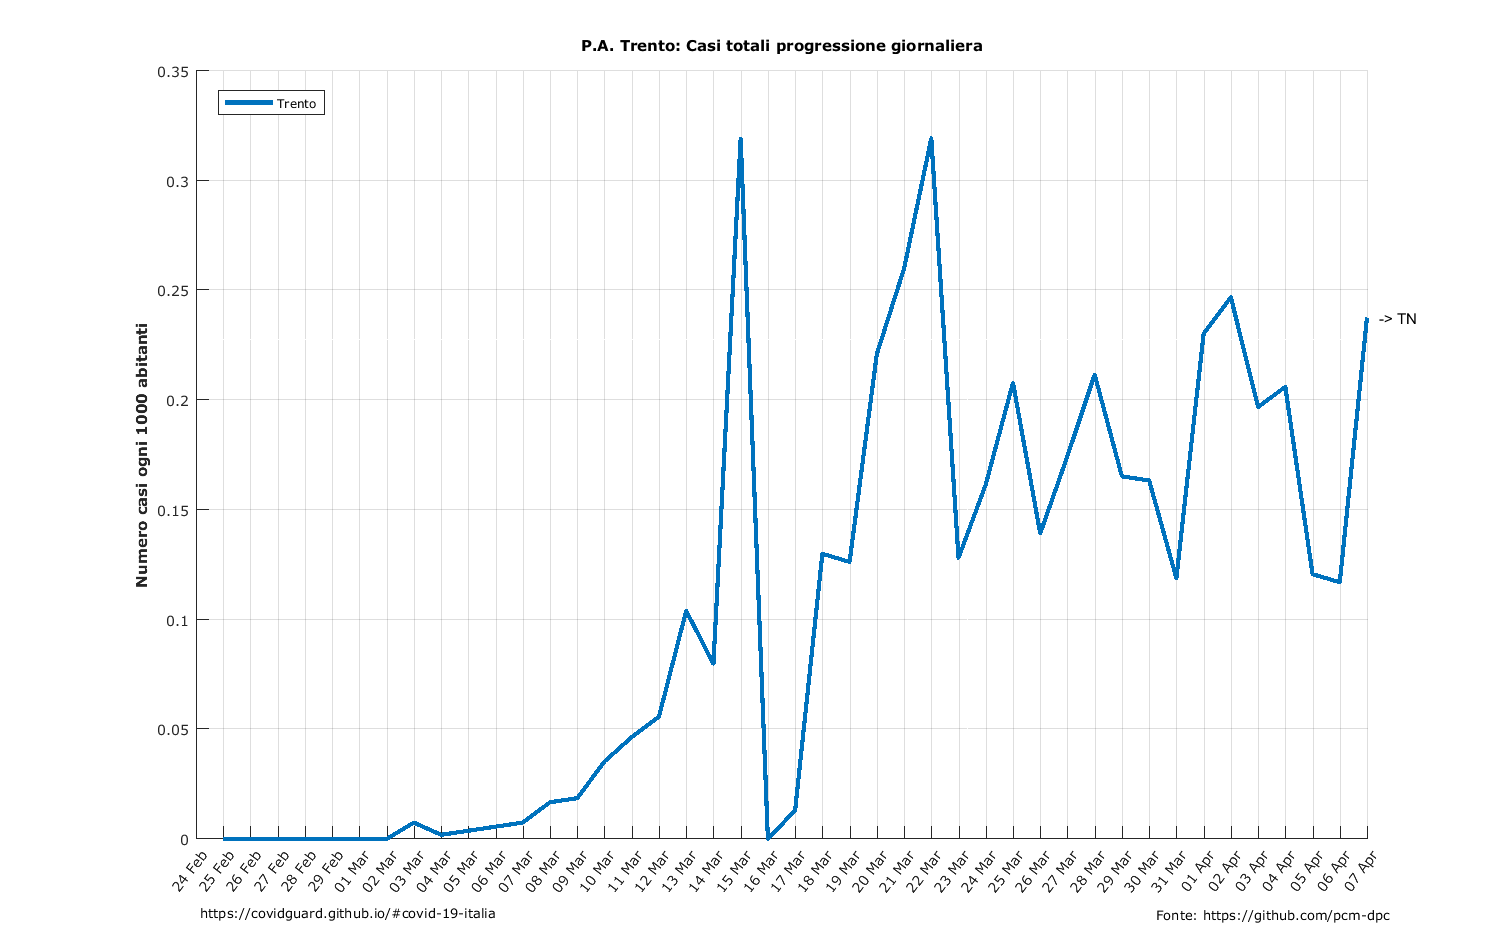 P.A. Trento: Casi totali progressione giornaliera
0.35
Trento
0.3
0.25
-> TN
0.2
Numero casi ogni 1000 abitanti
0.15
0.1
0.05
0
24 Feb
25 Feb
26 Feb
27 Feb
28 Feb
29 Feb
01 Mar
02 Mar
03 Mar
04 Mar
05 Mar
06 Mar
07 Mar
08 Mar
09 Mar
10 Mar
11 Mar
12 Mar
13 Mar
14 Mar
15 Mar
16 Mar
17 Mar
18 Mar
19 Mar
20 Mar
21 Mar
22 Mar
23 Mar
24 Mar
25 Mar
26 Mar
27 Mar
28 Mar
29 Mar
30 Mar
31 Mar
01 Apr
02 Apr
03 Apr
04 Apr
05 Apr
06 Apr
07 Apr
https://covidguard.github.io/#covid-19-italia
Fonte: https://github.com/pcm-dpc